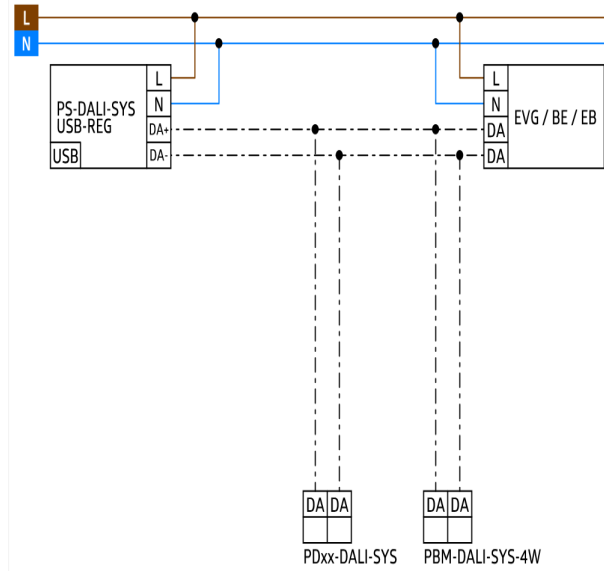 L
N
PS-DALI-SYS
USB-REG
USB
L
N
DA+
DA-
L
N
DA
DA
EVG / BE / EB
DA DA
DA DA
PDxx-DALI-SYS
PBM-DALI-SYS-4W